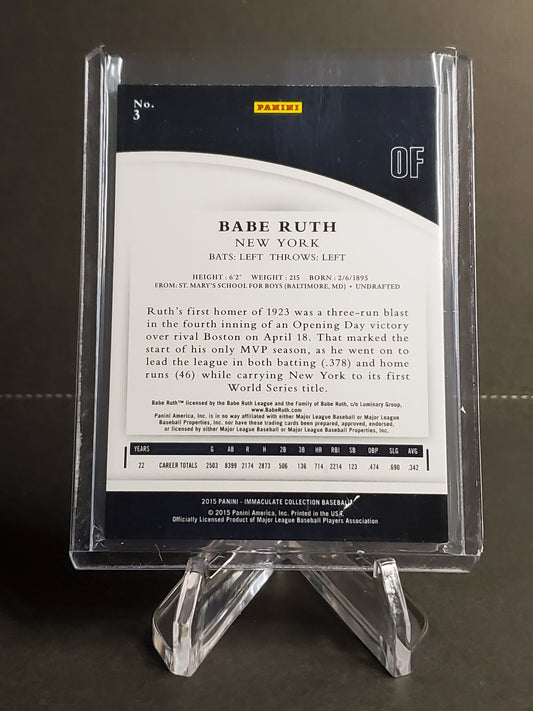 No.
3
PANINI
OF
BABE RUTH
NEW YORK
BATS: LEFT THROWS: LEFT
HEIGHT : 6'2" WEIGHT : 215 BORN : 2/6/1895
FROM: ST. MARY'S SCHOOL FOR BOYS (BALTIMORE, MD) • UNDRAFTED
Ruth's first homer of 1923 was a three-run blast
in the fourth inning of an Opening Day victory
over rival Boston on April 18. That marked the
start of his only MVP season, as he went on to
lead the league in both batting (.378) and home
runs (46) while carrying New York to its first
World Series title.
Babe Ruth™ licensed by the Babe Ruth League and the Family of Babe Ruth, c/o Luminary Group,
www.BabeRuth.com
Panini America, Inc. is in no way affiliated with either Major League Baseball or Major League
Baseball Properties, Inc., nor have these trading cards been prepared, approved, endorsed,
or licensed by either Major League Baseball or Major League Baseball Properties, Inc.
YEARS G AB R H 2B 3B HR RBI SB OBP SLG AVG
22 CAREER TOTALS 2503 8399 2174 2873 506 136 714 2214 123 .474 .690 .342
2015 PANINI - IMMACULATE COLLECTION BASEBALL
© 2015 Panini America, Inc. Printed in the USA.
Officially Licensed Product of Major League Baseball Players Association